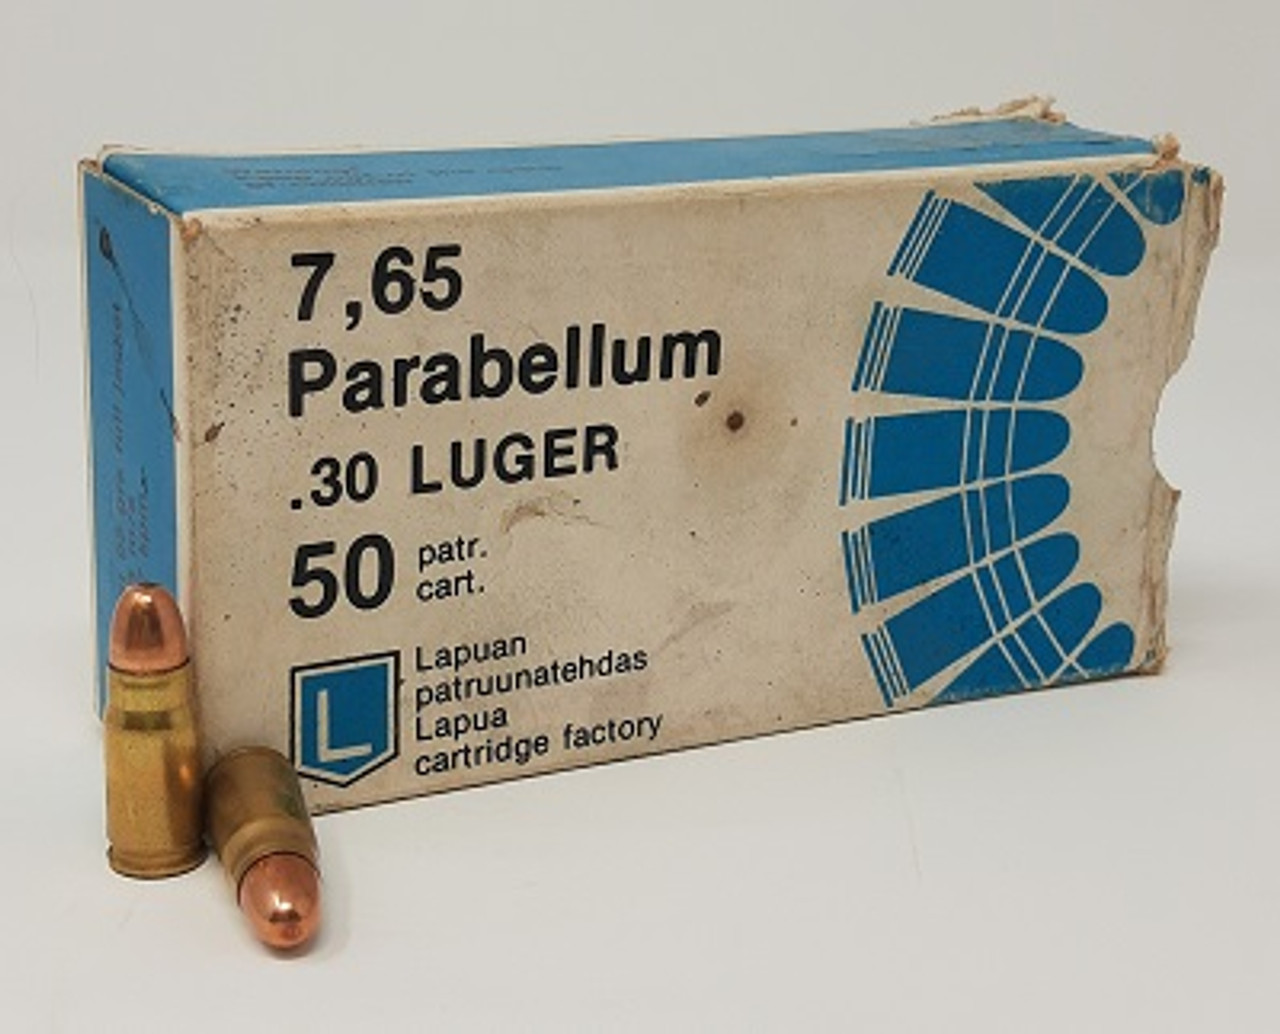 7,65
Parabellum
.30 LUGER
50 patr.
cart.
L
Lapuan
patruunatehdas
Lapua
cartridge factory